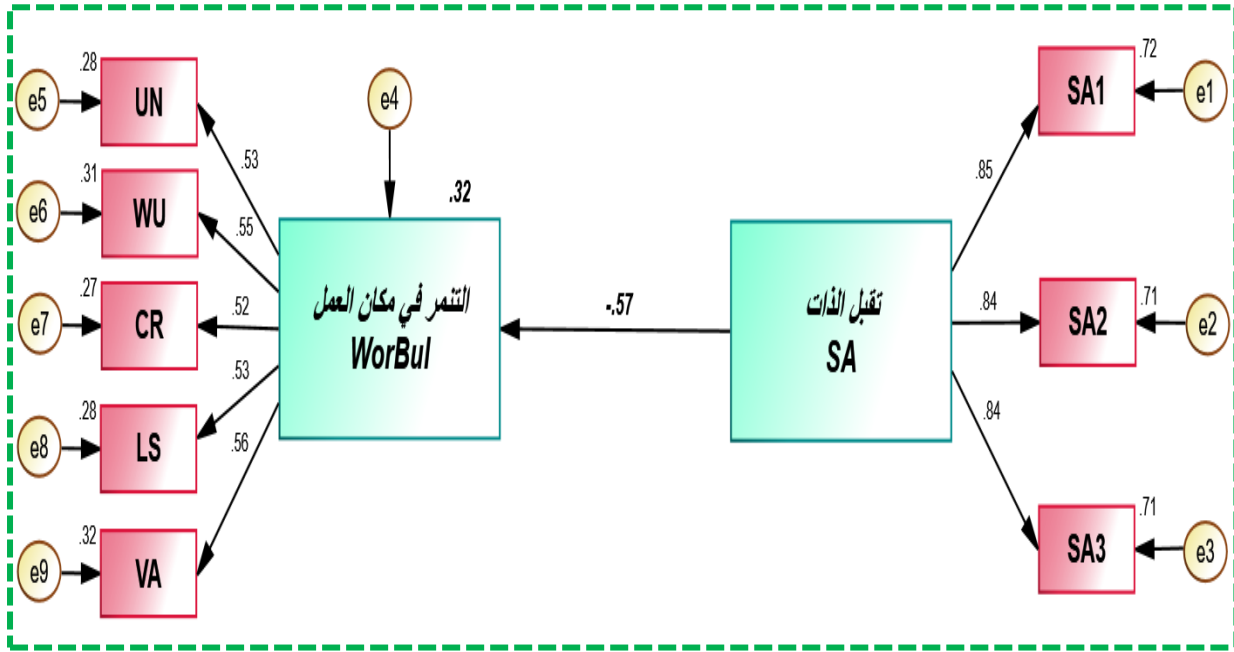 .28
e5
UN
.53
.31
e6
WU
.55
.27
e7
CR
.52
.28
e8
LS
.53
.32
e9
VA
.56
e4
.32
التنمر في مكان العمل
WorBul
-.57
تقبل الذات
SA
.85
.72
SA1
e1
.84
.71
SA2
e2
.84
.71
SA3
e3